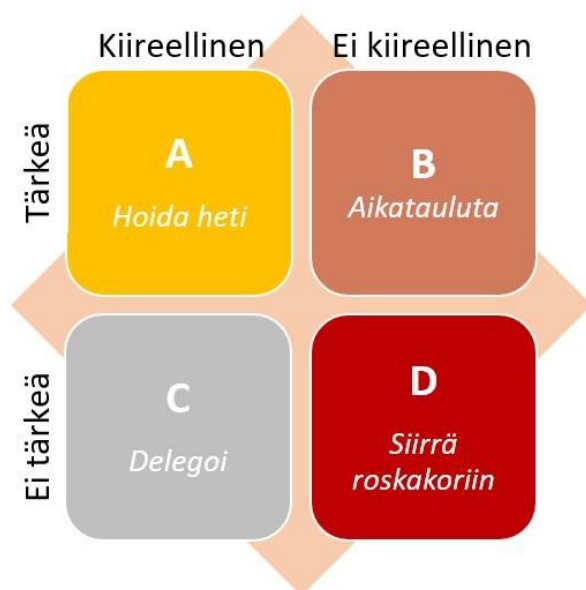 Kiireellinen
Ei kiireellinen
Tärkeä
A
Hoida heti
B
Aikatauluta
Ei tärkeä
C
Delegoi
D
Siirrä
roskakoriin